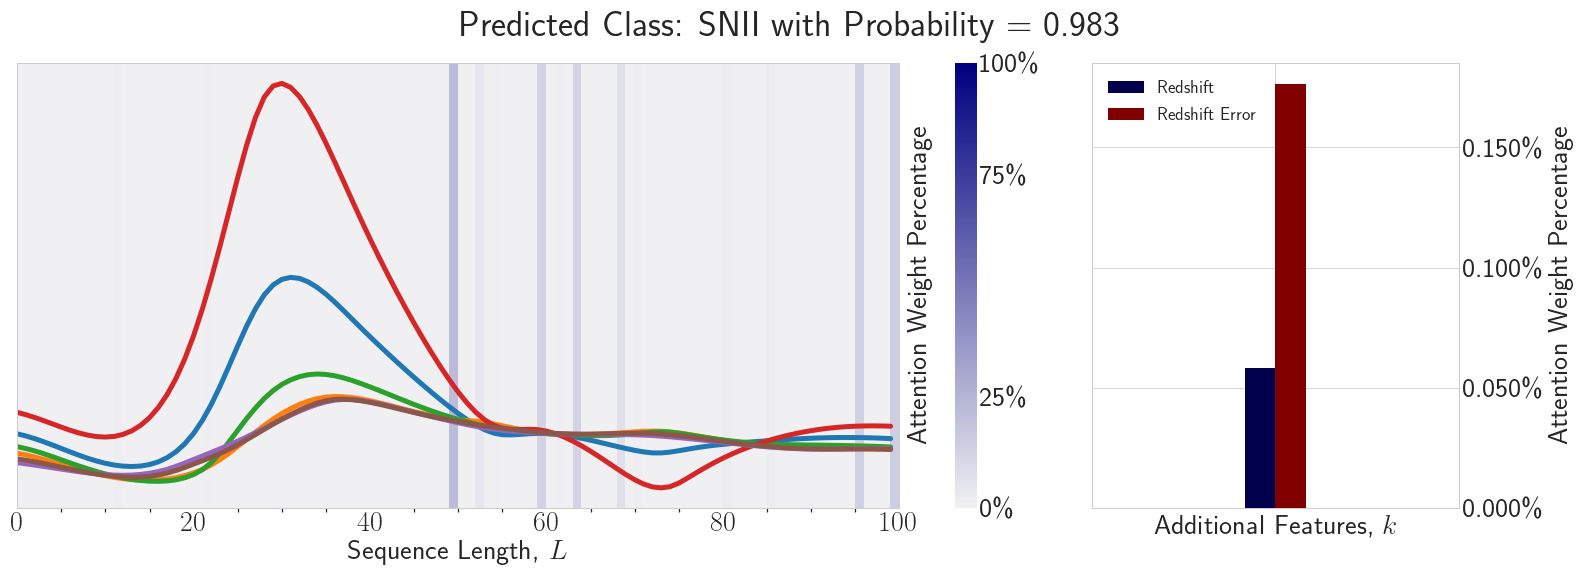 Predicted Class: SNII with Probability = 0.983
0 20 40 60 80 100
Sequence Length, L
100%
75%
25%
0%
Attention Weight Percentage
Redshift
Redshift Error
0.150%
0.100%
0.050%
0.000%
Attention Weight Percentage
Additional Features, k